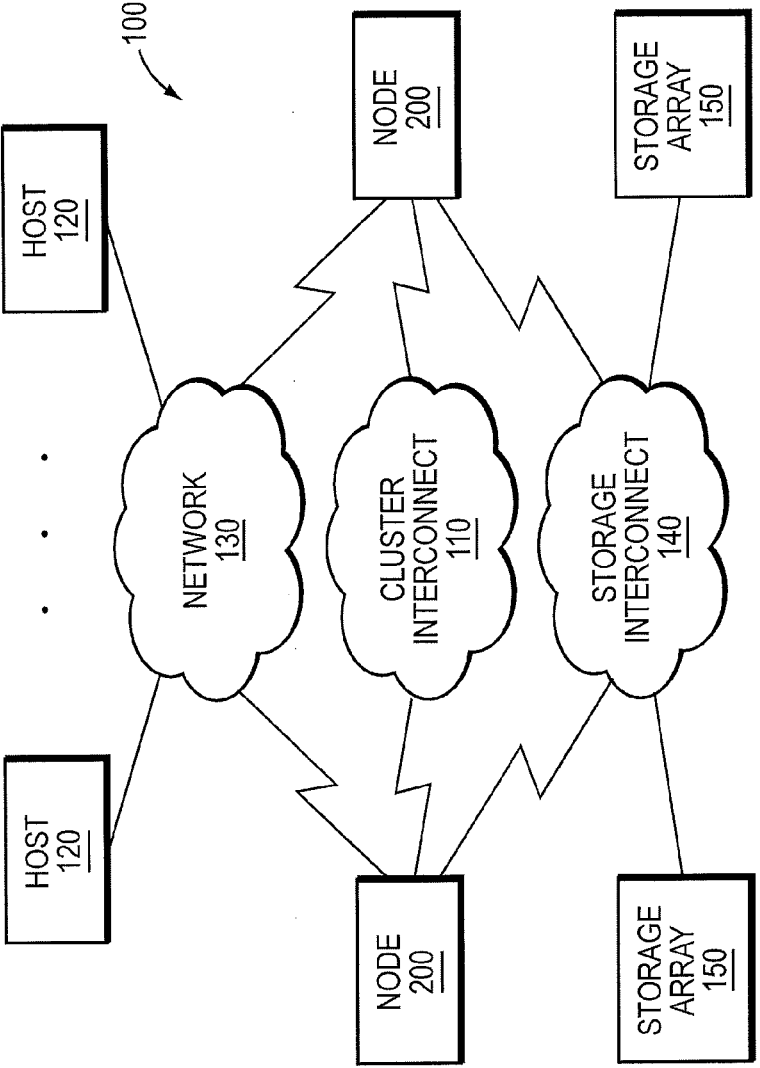 100
HOST
120
HOST
120
NETWORK
130
NODE
200
CLUSTER
INTERCONNECT
110
NODE
200
STORAGE
ARRAY
150
STORAGE
INTERCONNECT
140
STORAGE
ARRAY
150